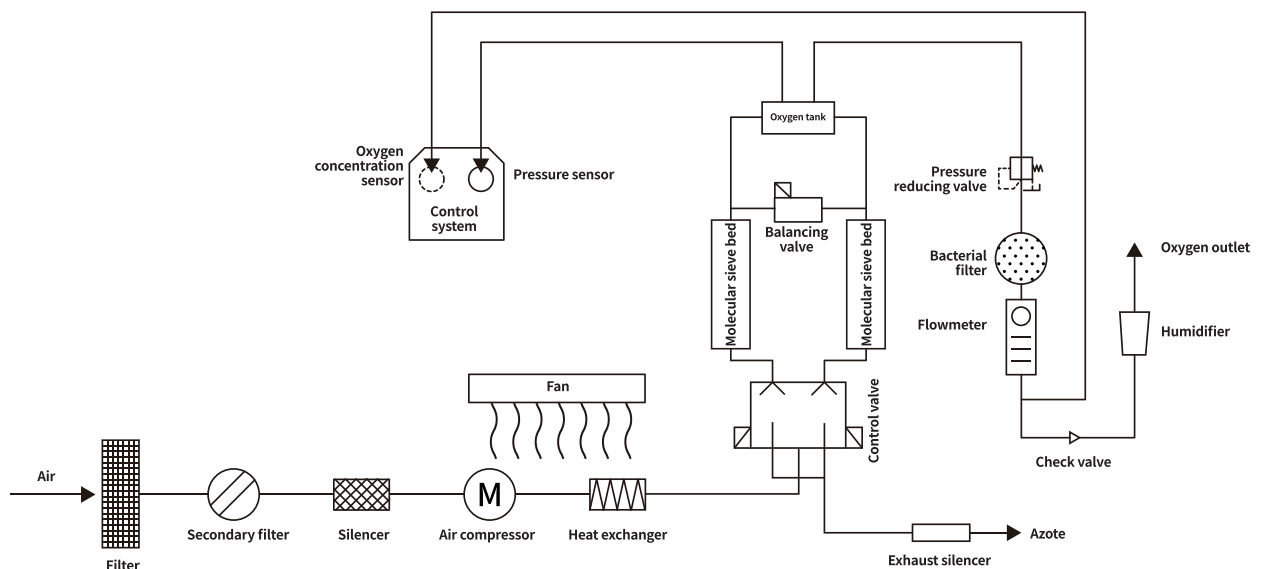 Oxygen tank
Oxygen
concentration
sensor
Pressure sensor
Control
system
Pressure
reducing valve
Balancing
valve
Molecular sieve bed
Molecular sieve bed
Bacterial
filter
Oxygen outlet
Flowmeter
Humidifier
Fan
Control valve
Check valve
Air
M
Secondary filter
Silencer
Air compressor
Heat exchanger
Azote
Exhaust silencer
Filter